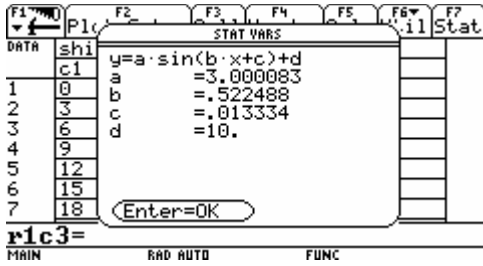 F1 F2 F3 F4 F5 F6 F7
Stat
STAT VARS
DATA shi
y=a·sin(b·x+c)+d
c1
a =3.000083
1 0
b =.522488
2 3
c =.013334
3 6
d =10.
4 9
5 12
6 15
7 18
(Enter=OK)
r1c3=
MAIN RAD AUTO FUNC